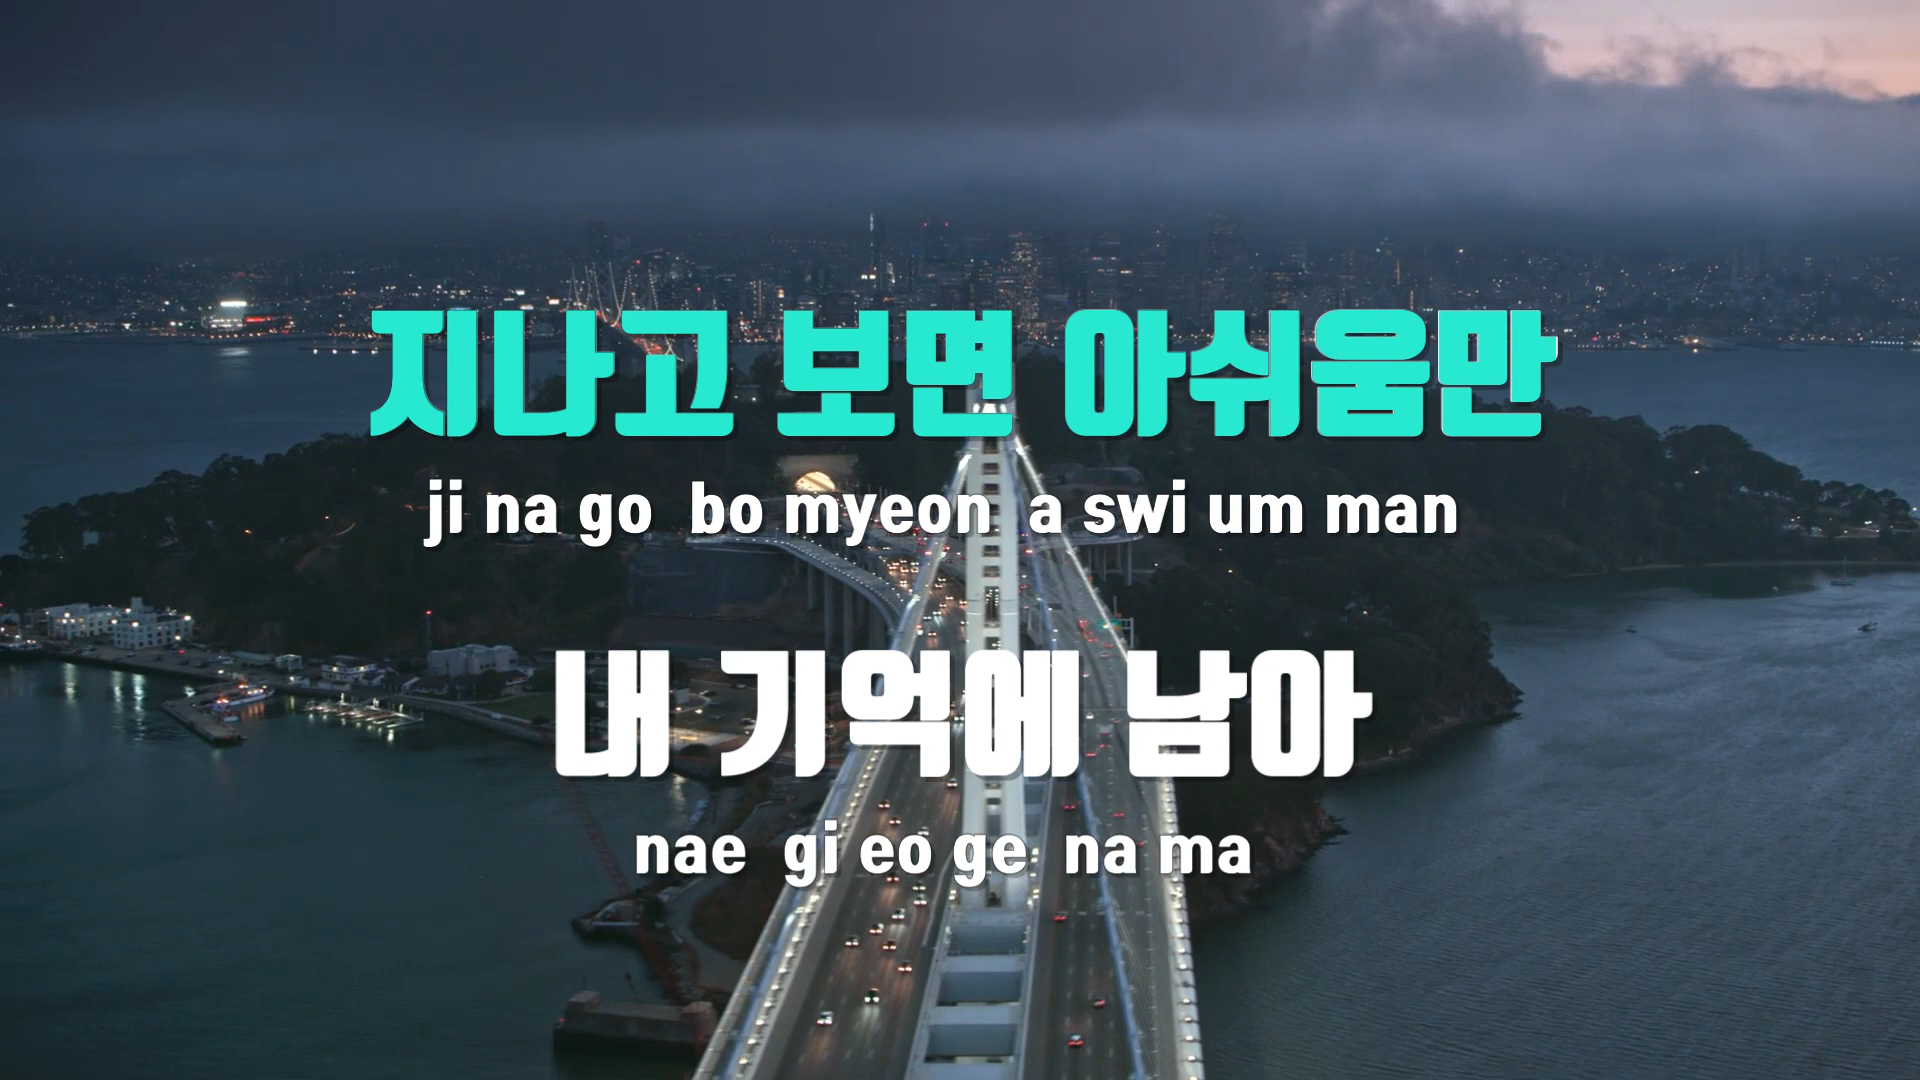 지나고 보면 아쉬움만
ji na go bo myeon a swi um man
내 기억에 남아
nae gi eo ge na ma